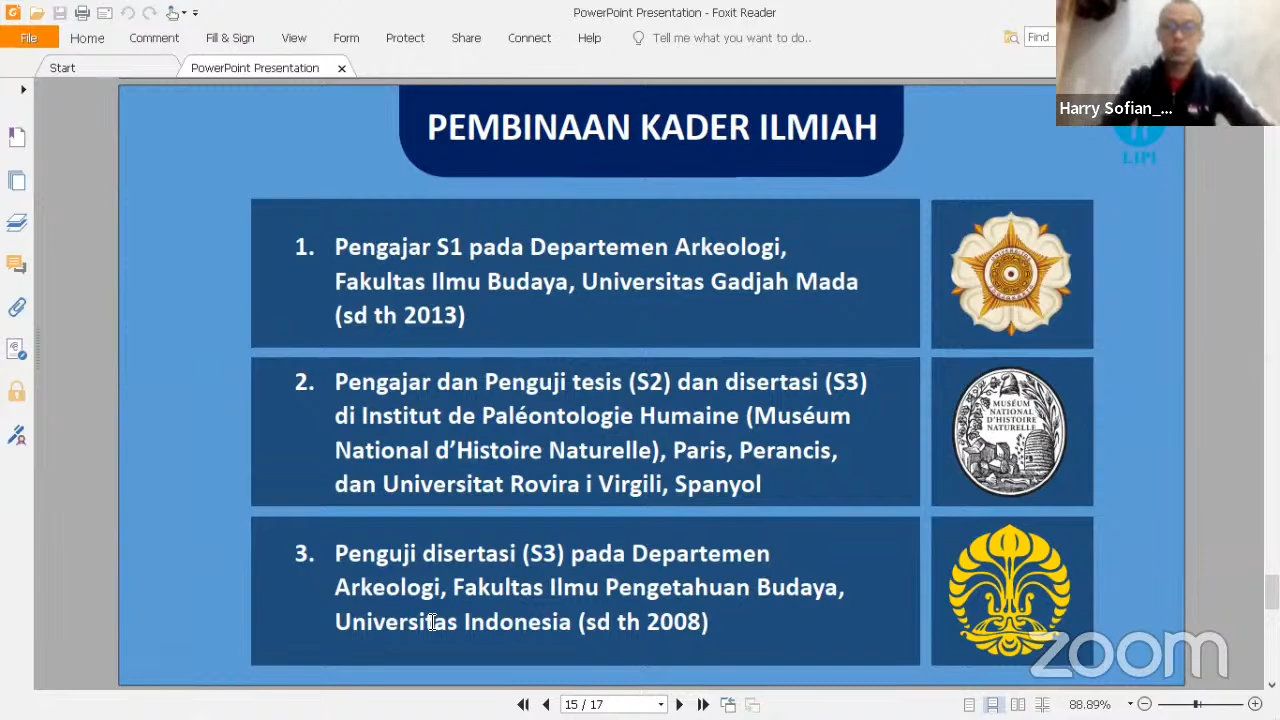 PowerPoint Presentation - Foxit Reader
File Home Comment Fill & Sign View Form Protect Share Connect Help Tell me what you want to do.. Find
Start PowerPoint Presentation
Harry Sofian_...
PEMBINAAN KADER ILMIAH
LIPI
1. Pengajar S1 pada Departemen Arkeologi,
Fakultas Ilmu Budaya, Universitas Gadjah Mada
(sd th 2013)
2. Pengajar dan Penguji tesis (S2) dan disertasi (S3)
di Institut de Paléontologie Humaine (Muséum
National d’Histoire Naturelle), Paris, Perancis,
dan Universitat Rovira i Virgili, Spanyol
MUSÉUM
NATIONAL
D'HISTOIRE
NATURELLE
3. Penguji disertasi (S3) pada Departemen
Arkeologi, Fakultas Ilmu Pengetahuan Budaya,
Universitas Indonesia (sd th 2008)
zoom
15 / 17
88.89%